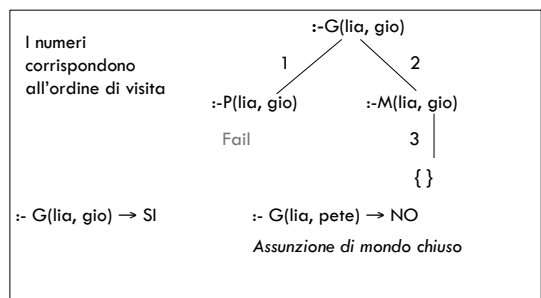 I numeri
corrispondono
all'ordine di visita
:-G(lia, gio)
1
2
:-P(lia, gio)
:-M(lia, gio)
Fail
3
{ }
:- G(lia, gio) → SI
:- G(lia, pete) → NO
Assunzione di mondo chiuso